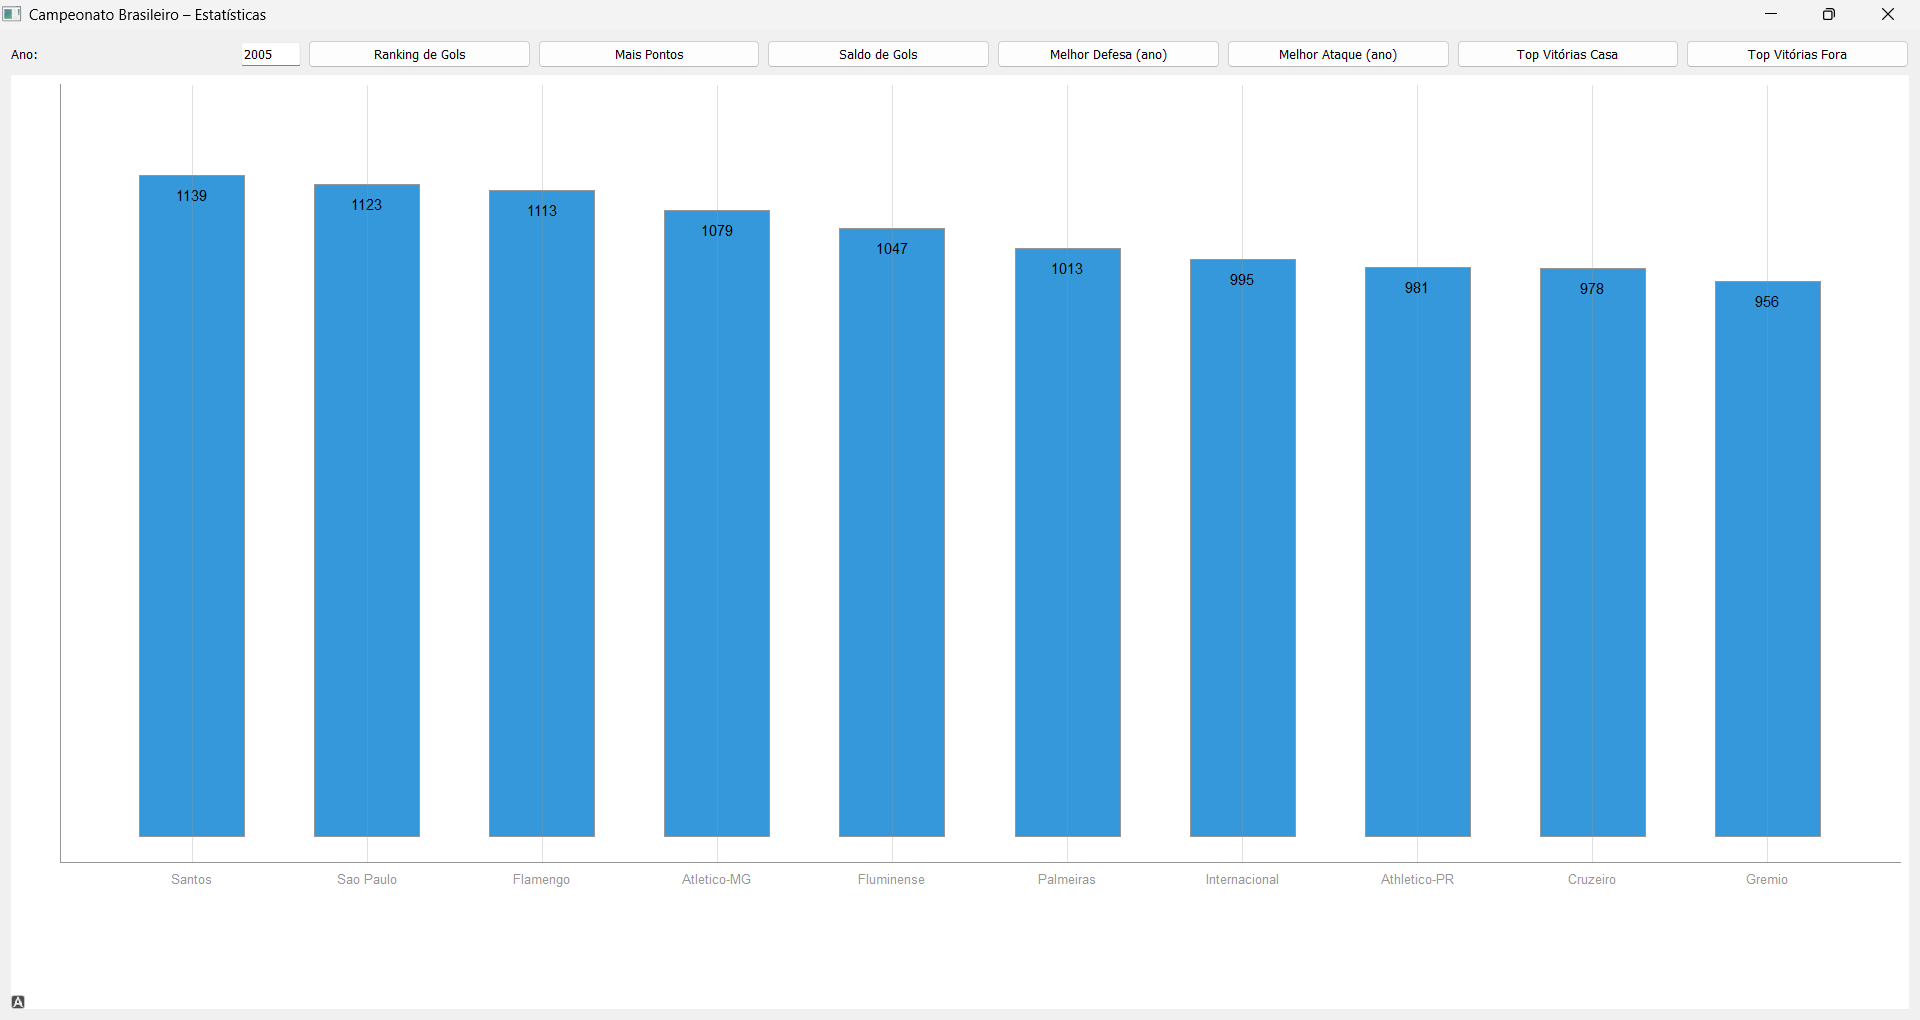 Campeonato Brasileiro – Estatísticas
Ano: 2005 Ranking de Gols Mais Pontos Saldo de Gols Melhor Defesa (ano) Melhor Ataque (ano) Top Vitórias Casa Top Vitórias Fora
1139 1123 1113 1079 1047 1013 995 981 978 956
Santos Sao Paulo Flamengo Atletico-MG Fluminense Palmeiras Internacional Athletico-PR Cruzeiro Gremio
A